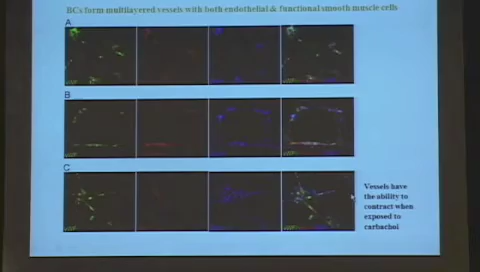 BCs form multilayered vessels with both endothelial & functional smooth muscle cells
A
B
C
Vessels have
the ability to
contract when
exposed to
carbachol